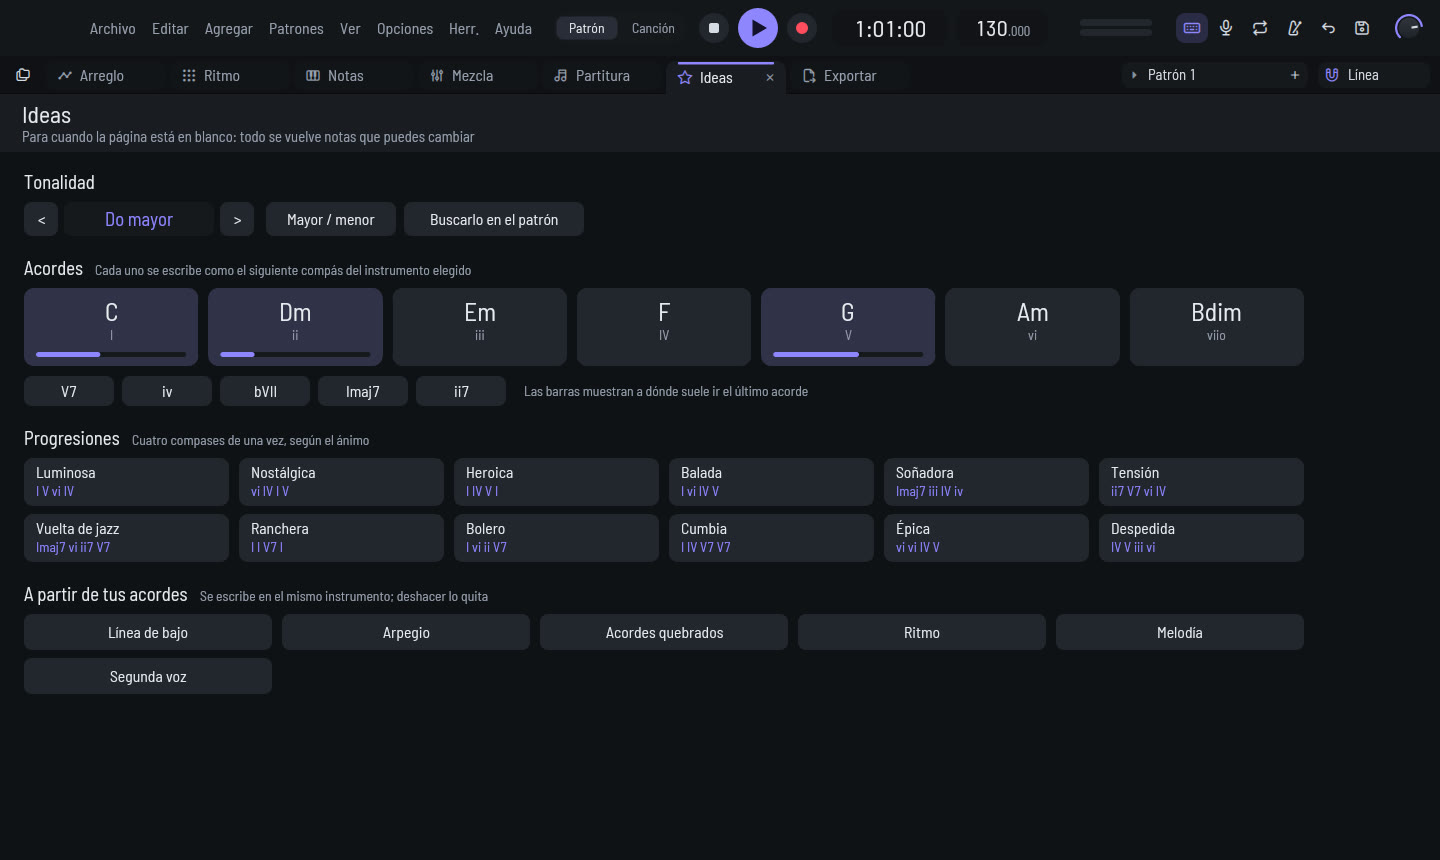 Archivo Editar Agregar Patrones Ver Opciones Herr. Ayuda Patrón Canción 1:01:00 130.000
Arreglo Ritmo Notas Mezcla Partitura Ideas × Exportar Patrón 1 + Línea
Ideas
Para cuando la página está en blanco: todo se vuelve notas que puedes cambiar
Tonalidad
< Do mayor > Mayor / menor Buscarlo en el patrón
Acordes Cada uno se escribe como el siguiente compás del instrumento elegido
C Dm Em F G Am Bdim
I ii iii IV V vi viio
V7 iv bVII Imaj7 ii7 Las barras muestran a dónde suele ir el último acorde
Progresiones Cuatro compases de una vez, según el ánimo
Luminosa Nostálgica Heroica Balada Soñadora Tensión
I V vi IV vi IV I V I IV V I I vi IV V Imaj7 iii IV iv ii7 V7 vi IV
Vuelta de jazz Ranchera Bolero Cumbia Épica Despedida
Imaj7 vi ii7 V7 I I V7 I I vi ii V7 I IV V7 V7 vi vi IV V IV V iii vi
A partir de tus acordes Se escribe en el mismo instrumento; deshacer lo quita
Línea de bajo Arpegio Acordes quebrados Ritmo Melodía
Segunda voz